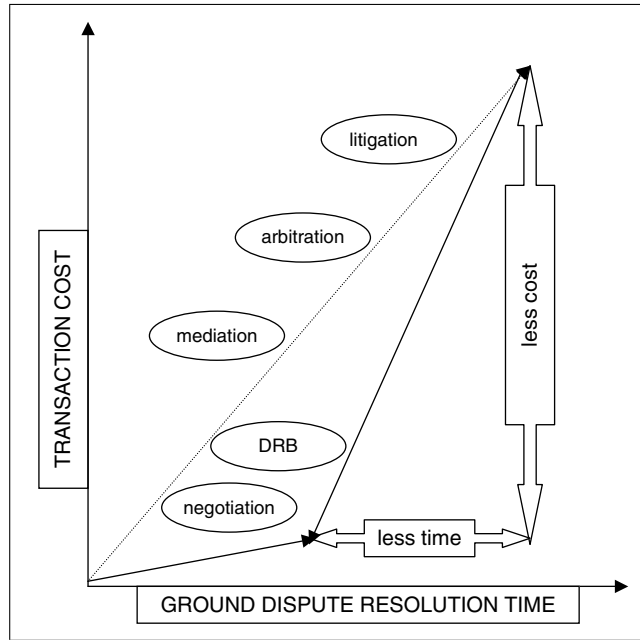 litigation
arbitration
mediation
DRB
negotiation
less cost
less time
TRANSACTION COST
GROUND DISPUTE RESOLUTION TIME